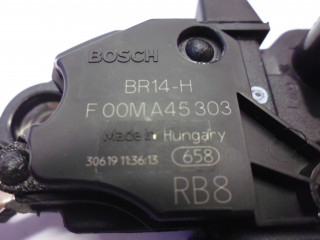 BOSCH
BR14-H
F 00M A45 303
Made in Hungary
30619 11:36:13 658
RB8